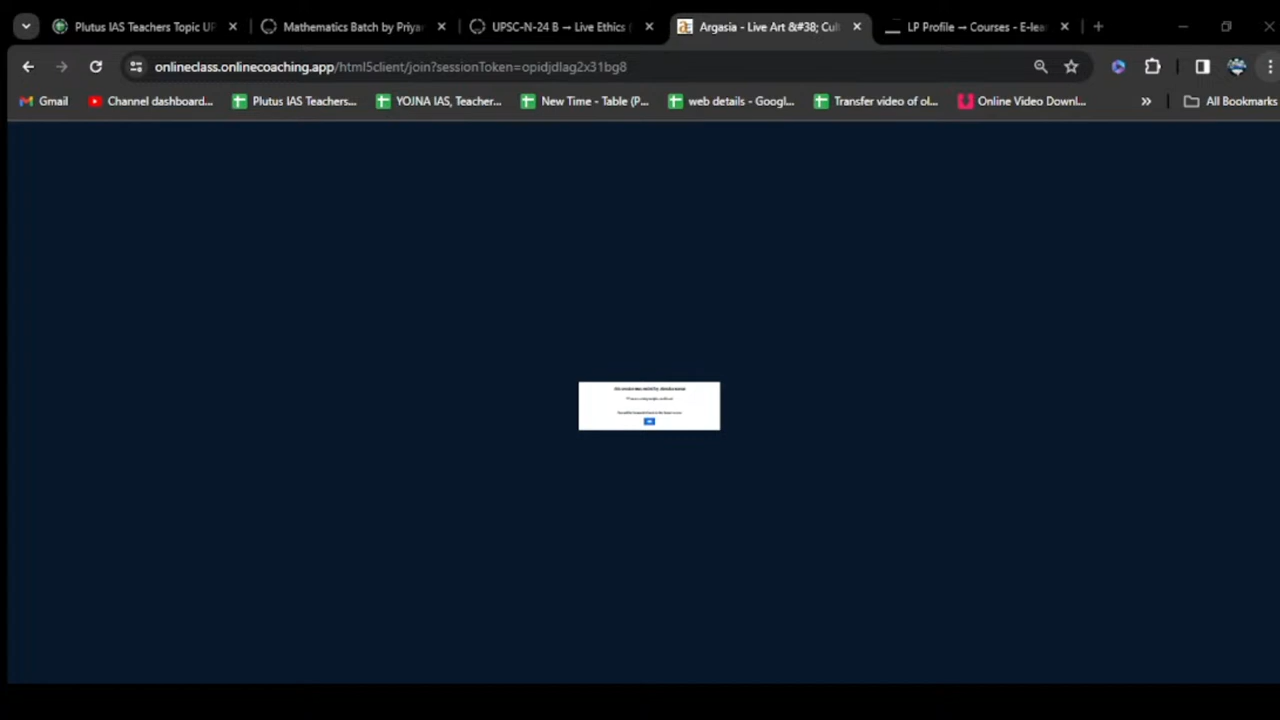 Plutus IAS Teachers Topic UP
Mathematics Batch by Priya
UPSC-N-24 B → Live Ethics (
Argasia - Live Art &#38; Cul
LP Profile → Courses - E-lea
onlineclass.onlinecoaching.app/html5client/join?sessionToken=opidjdlag2x31bg8
Gmail
Channel dashboard...
Plutus IAS Teachers...
YOJNA IAS, Teacher...
New Time - Table (P...
web details - Googl...
Transfer video of ol...
Online Video Downl...
All Bookmarks